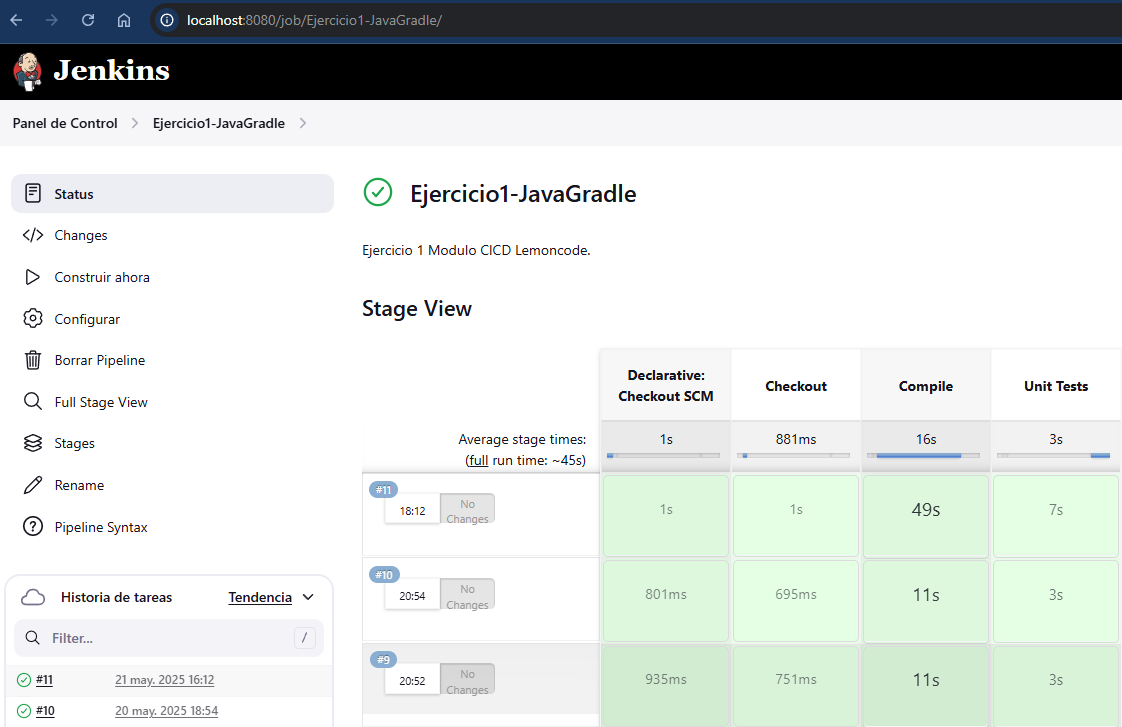 localhost:8080/job/Ejercicio1-JavaGradle/
Jenkins
Panel de Control > Ejercicio1-JavaGradle >
Status
Changes
Construir ahora
Configurar
Borrar Pipeline
Full Stage View
Stages
Rename
Pipeline Syntax
Historia de tareas Tendencia
Filter... /
#11 21 may. 2025 16:12
#10 20 may. 2025 18:54
Ejercicio1-JavaGradle
Ejercicio 1 Modulo CICD Lemoncode.
Stage View
Declarative: Checkout SCM Checkout Compile Unit Tests
Average stage times: 1s 881ms 16s 3s
(full run time: ~45s)
#11
18:12 No Changes 1s 1s 49s 7s
#10
20:54 No Changes 801ms 695ms 11s 3s
#9
20:52 No Changes 935ms 751ms 11s 3s